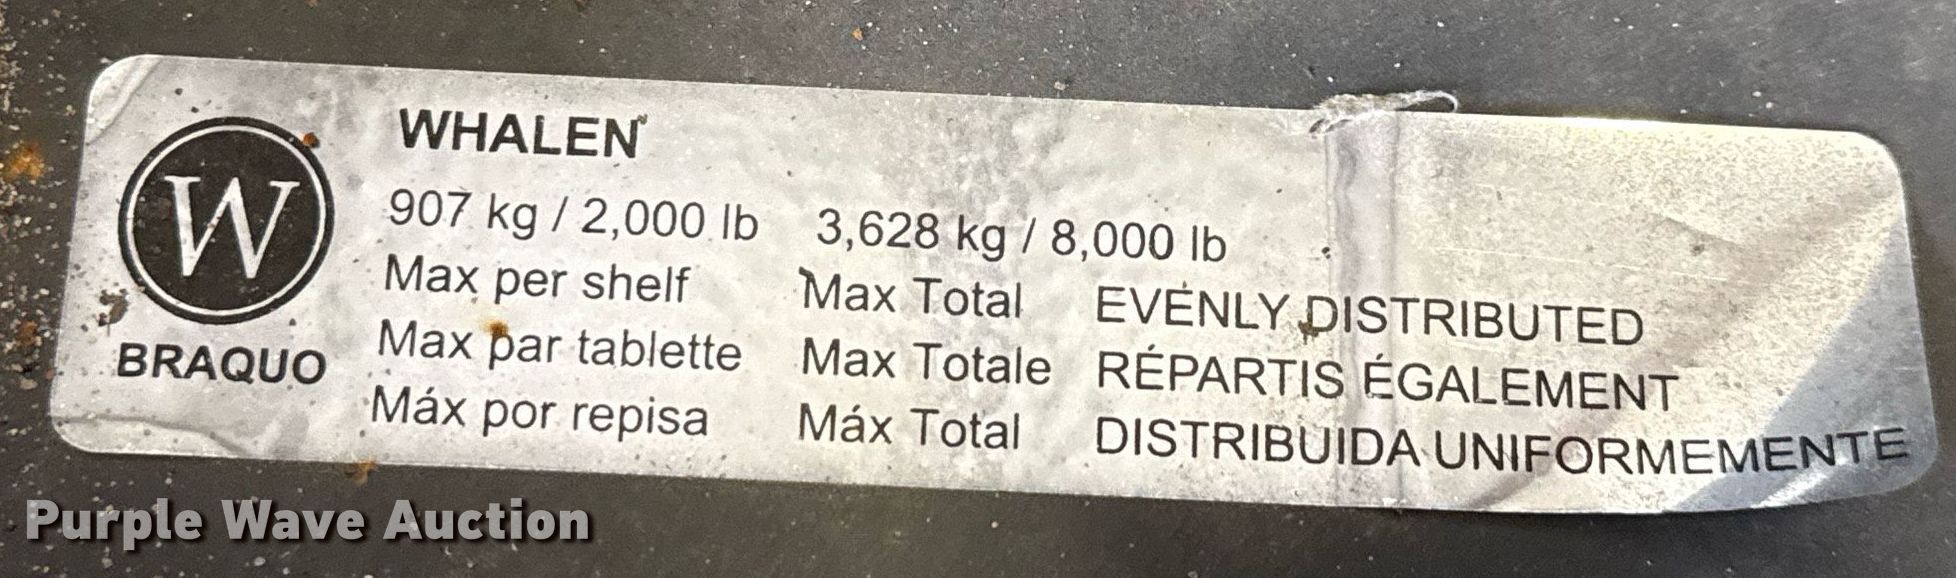 W
BRAQUO
WHALEN
907 kg / 2,000 lb 3,628 kg / 8,000 lb
Max per shelf Max Total EVENLY DISTRIBUTED
Max par tablette Max Totale RÉPARTIS ÉGALEMENT
Máx por repisa Máx Total DISTRIBUIDA UNIFORMEMENTE
Purple Wave Auction